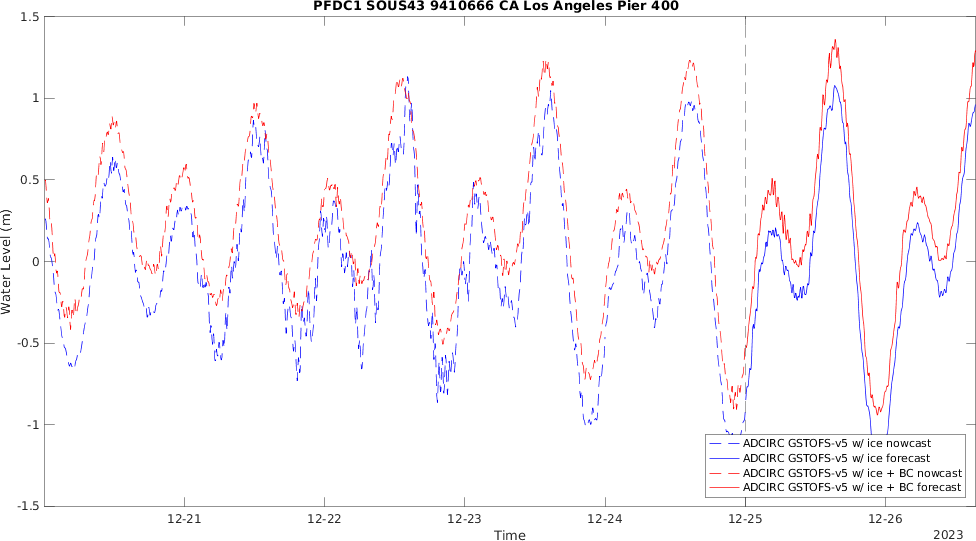 PFDC1 SOUS43 9410666 CA Los Angeles Pier 400
1.5
1
0.5
0
-0.5
-1
-1.5
Water Level (m)
12-21
12-22
12-23
12-24
12-25
12-26
Time
2023
ADCIRC GSTOFS-v5 w/ ice nowcast
ADCIRC GSTOFS-v5 w/ ice forecast
ADCIRC GSTOFS-v5 w/ ice + BC nowcast
ADCIRC GSTOFS-v5 w/ ice + BC forecast